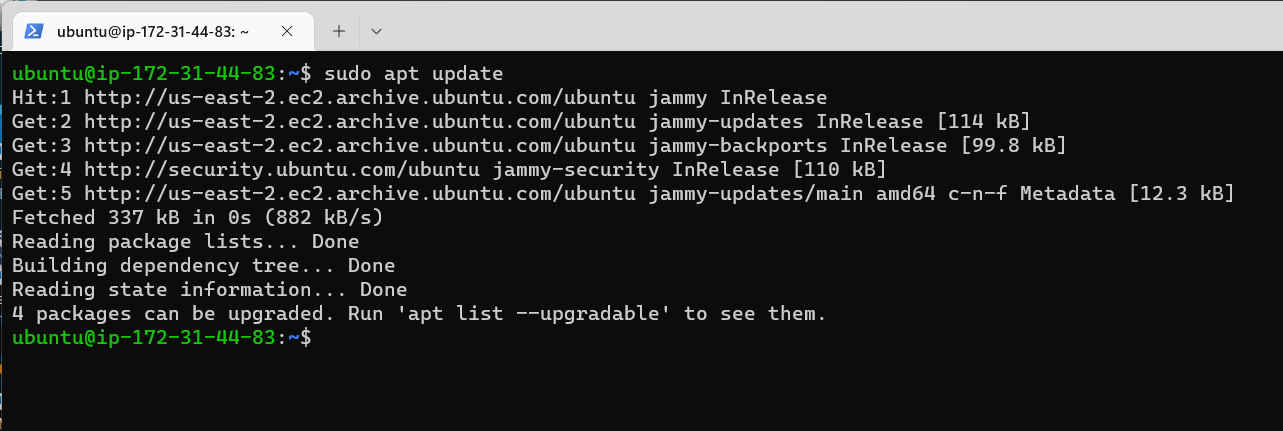 ubuntu@ip-172-31-44-83: ~
ubuntu@ip-172-31-44-83:~$ sudo apt update
Hit:1 http://us-east-2.ec2.archive.ubuntu.com/ubuntu jammy InRelease
Get:2 http://us-east-2.ec2.archive.ubuntu.com/ubuntu jammy-updates InRelease [114 kB]
Get:3 http://us-east-2.ec2.archive.ubuntu.com/ubuntu jammy-backports InRelease [99.8 kB]
Get:4 http://security.ubuntu.com/ubuntu jammy-security InRelease [110 kB]
Get:5 http://us-east-2.ec2.archive.ubuntu.com/ubuntu jammy-updates/main amd64 c-n-f Metadata [12.3 kB]
Fetched 337 kB in 0s (882 kB/s)
Reading package lists... Done
Building dependency tree... Done
Reading state information... Done
4 packages can be upgraded. Run 'apt list --upgradable' to see them.
ubuntu@ip-172-31-44-83:~$